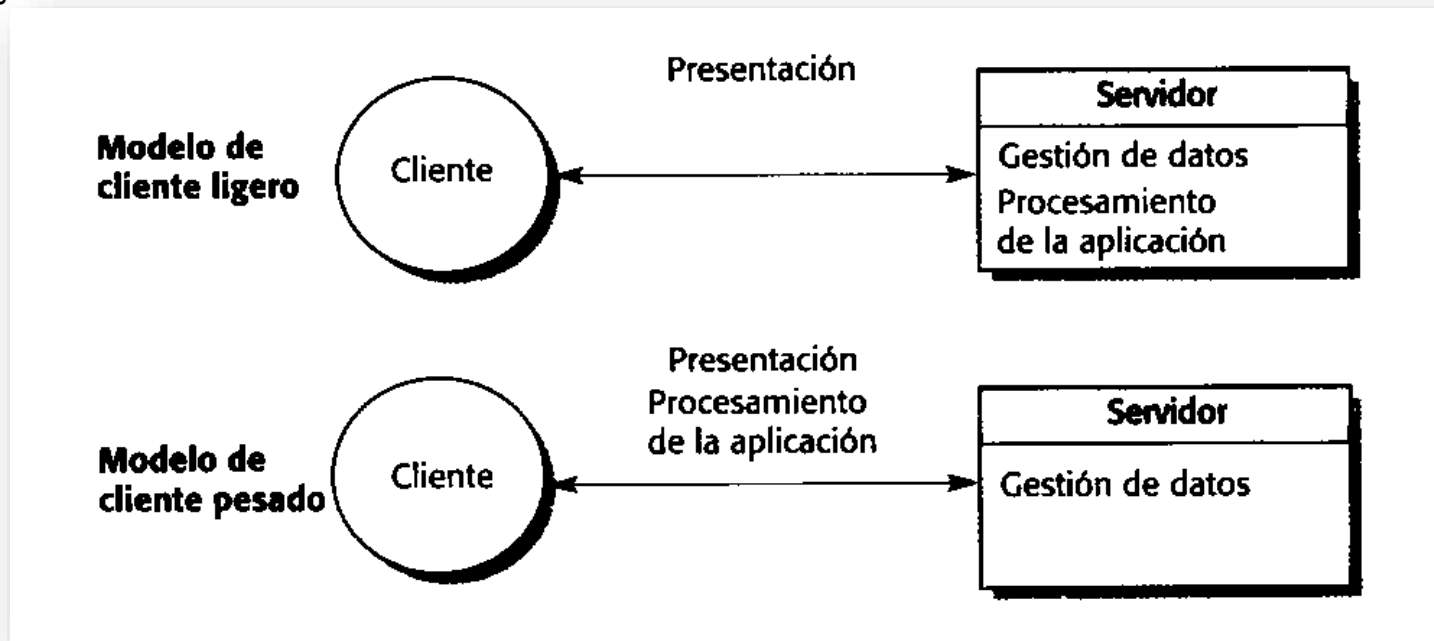 Presentación
Servidor
Modelo de
cliente ligero
Cliente
Gestión de datos
Procesamiento
de la aplicación
Presentación
Procesamiento
de la aplicación
Servidor
Modelo de
cliente pesado
Cliente
Gestión de datos